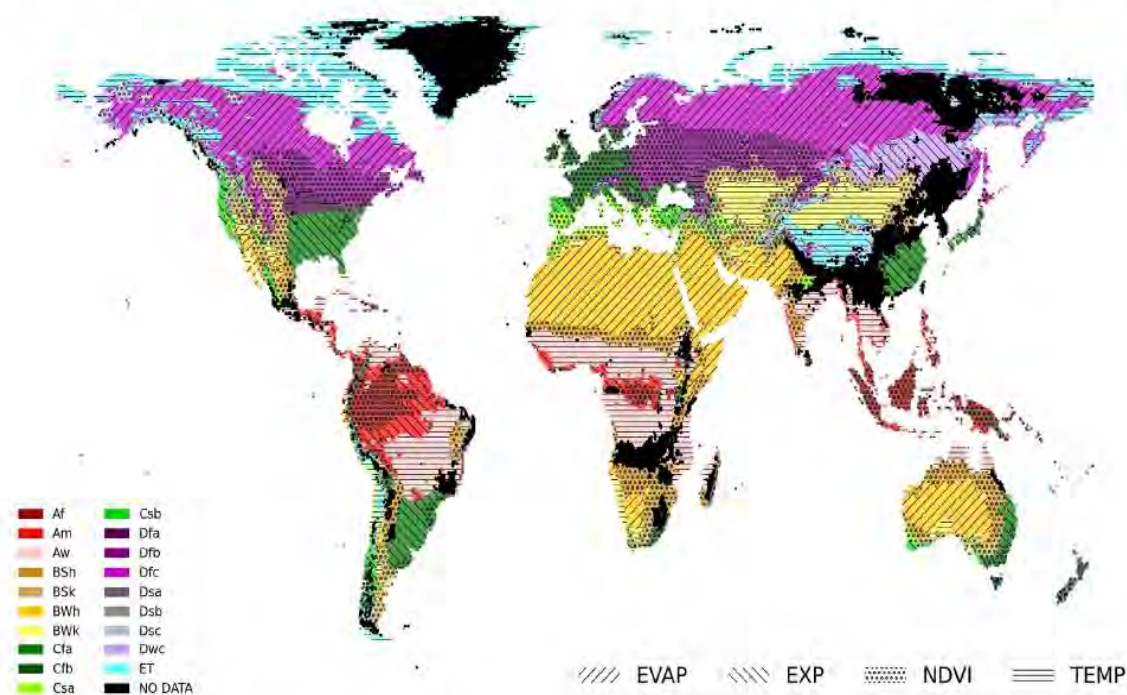 Af
Am
Aw
BSh
BSk
BWh
BWk
Cfa
Cfb
Csa
Csb
Dfa
Dfb
Dfc
Dsa
Dsb
Dsc
Dwc
ET
NO DATA
EVAP
EXP
NDVI
TEMP